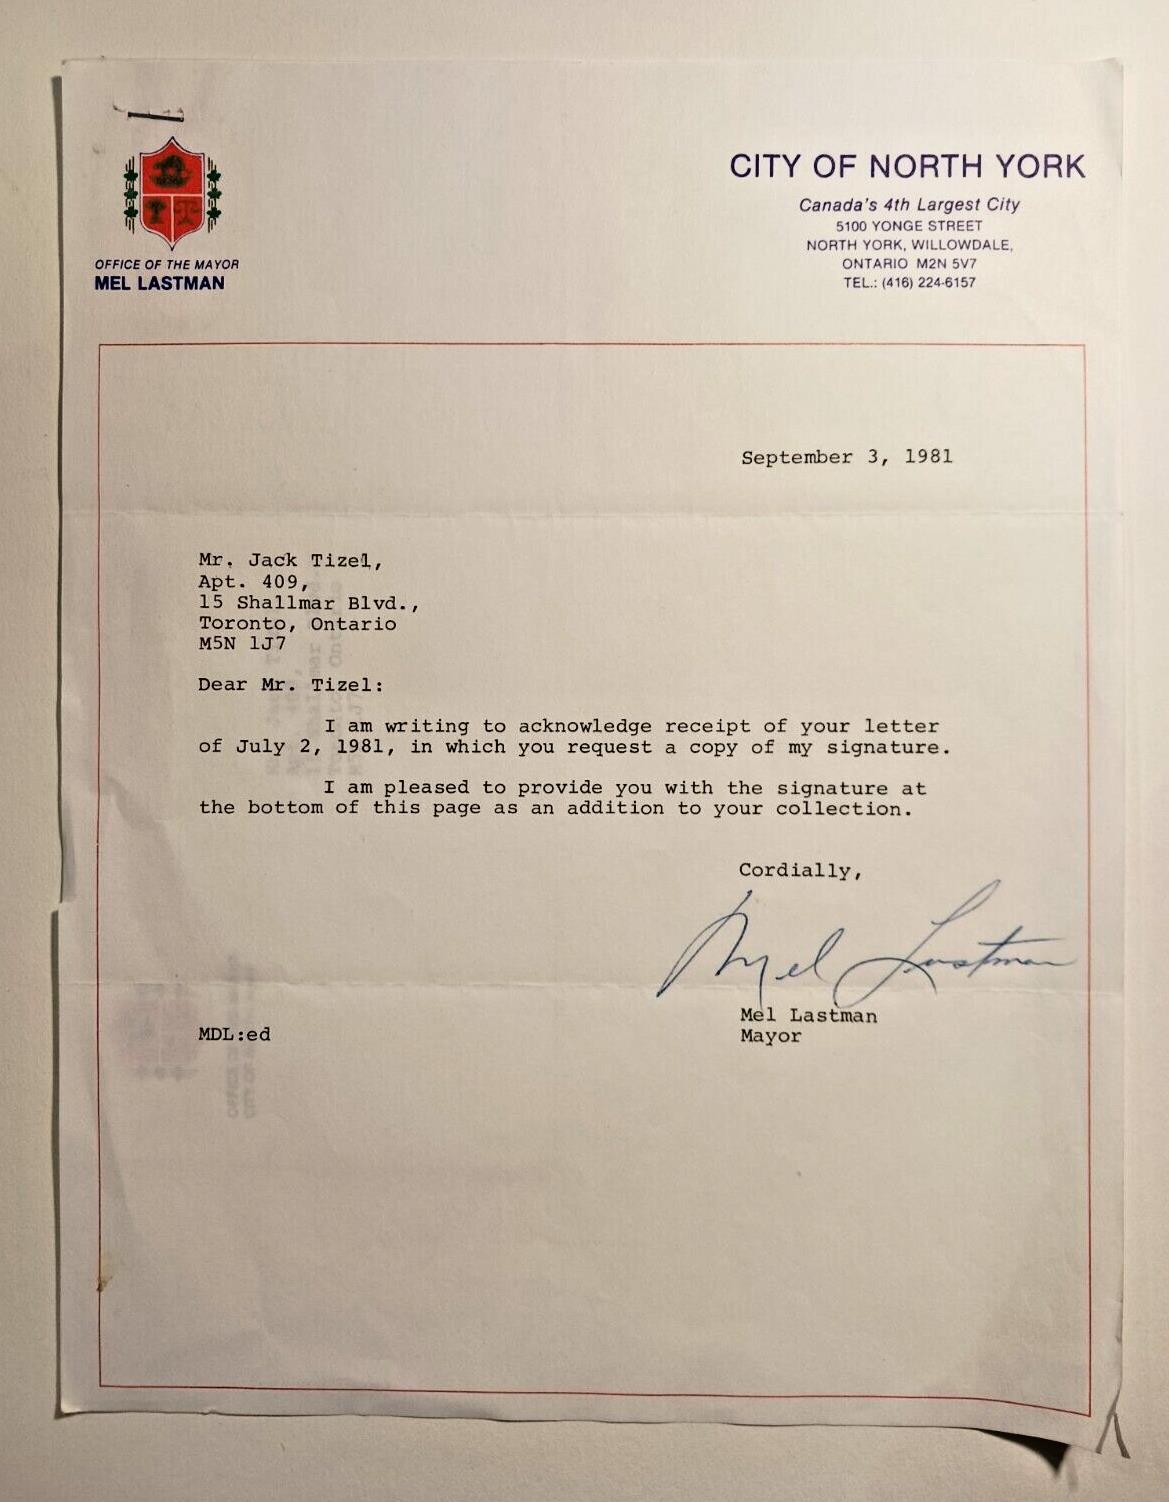 OFFICE OF THE MAYOR
MEL LASTMAN
CITY OF NORTH YORK
Canada's 4th Largest City
5100 YONGE STREET
NORTH YORK, WILLOWDALE,
ONTARIO M2N 5V7
TEL.: (416) 224-6157
September 3, 1981
Mr. Jack Tizel,
Apt. 409,
15 Shallmar Blvd.,
Toronto, Ontario
M5N 1J7
Dear Mr. Tizel:
I am writing to acknowledge receipt of your letter
of July 2, 1981, in which you request a copy of my signature.
I am pleased to provide you with the signature at
the bottom of this page as an addition to your collection.
Cordially,
Mel Lastman
Mel Lastman
Mayor
MDL:ed